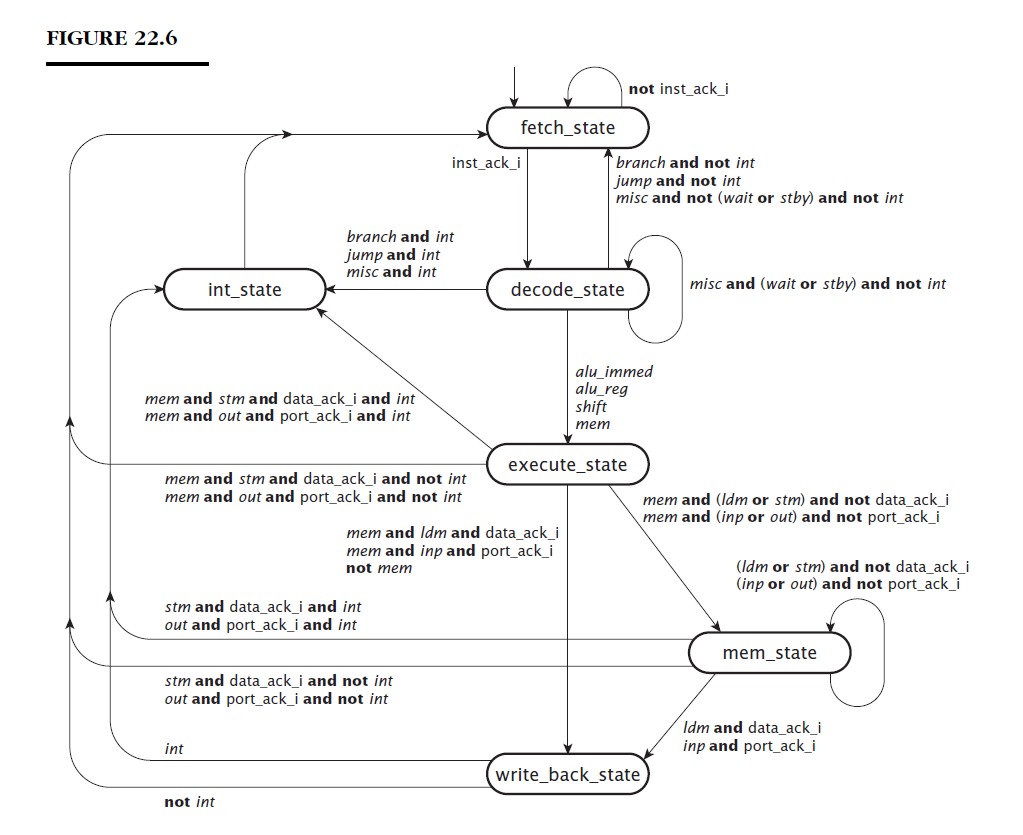 FIGURE 22.6
not inst_ack_i
fetch_state
inst_ack_i
branch and not int
jump and not int
misc and not (wait or stby) and not int
branch and int
jump and int
misc and int
int_state
decode_state
misc and (wait or stby) and not int
alu_immed
alu_reg
shift
mem
mem and stm and data_ack_i and int
mem and out and port_ack_i and int
execute_state
mem and stm and data_ack_i and not int
mem and out and port_ack_i and not int
mem and (ldm or stm) and not data_ack_i
mem and (inp or out) and not port_ack_i
mem and ldm and data_ack_i
mem and inp and port_ack_i
not mem
(ldm or stm) and not data_ack_i
(inp or out) and not port_ack_i
stm and data_ack_i and int
out and port_ack_i and int
mem_state
stm and data_ack_i and not int
out and port_ack_i and not int
ldm and data_ack_i
inp and port_ack_i
int
write_back_state
not int